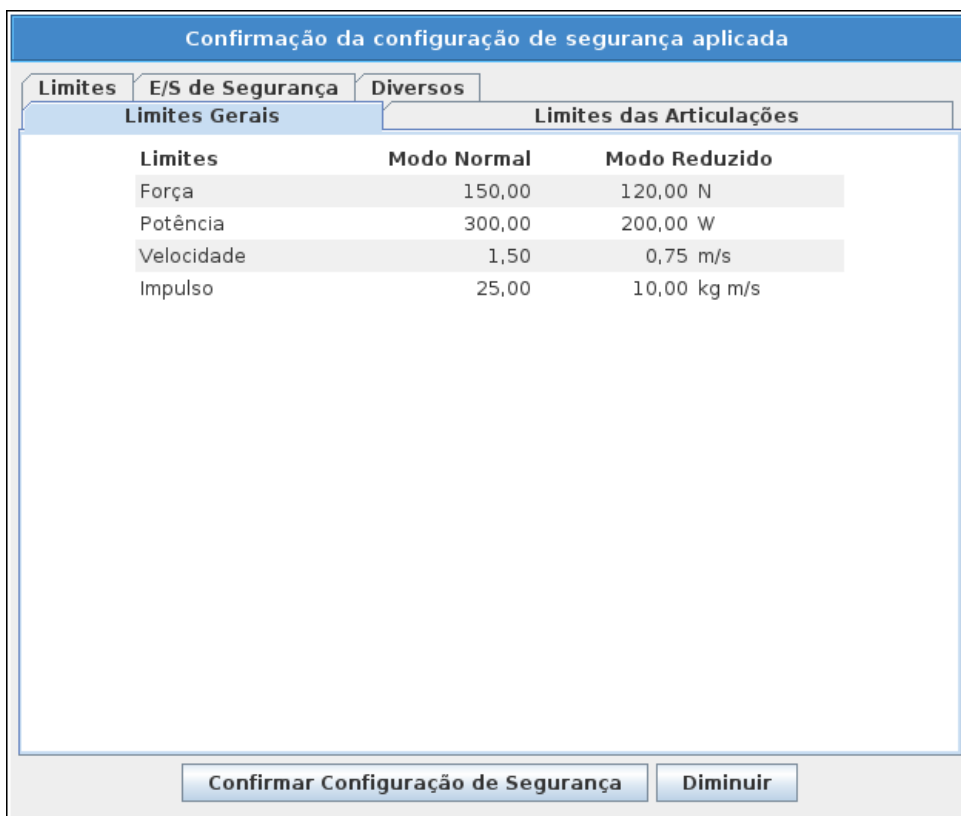 Confirmação da configuração de segurança aplicada
Limites E/S de Segurança Diversos
Limites Gerais Limites das Articulações
Limites Modo Normal Modo Reduzido
Força 150,00 120,00 N
Potência 300,00 200,00 W
Velocidade 1,50 0,75 m/s
Impulso 25,00 10,00 kg m/s
Confirmar Configuração de Segurança Diminuir